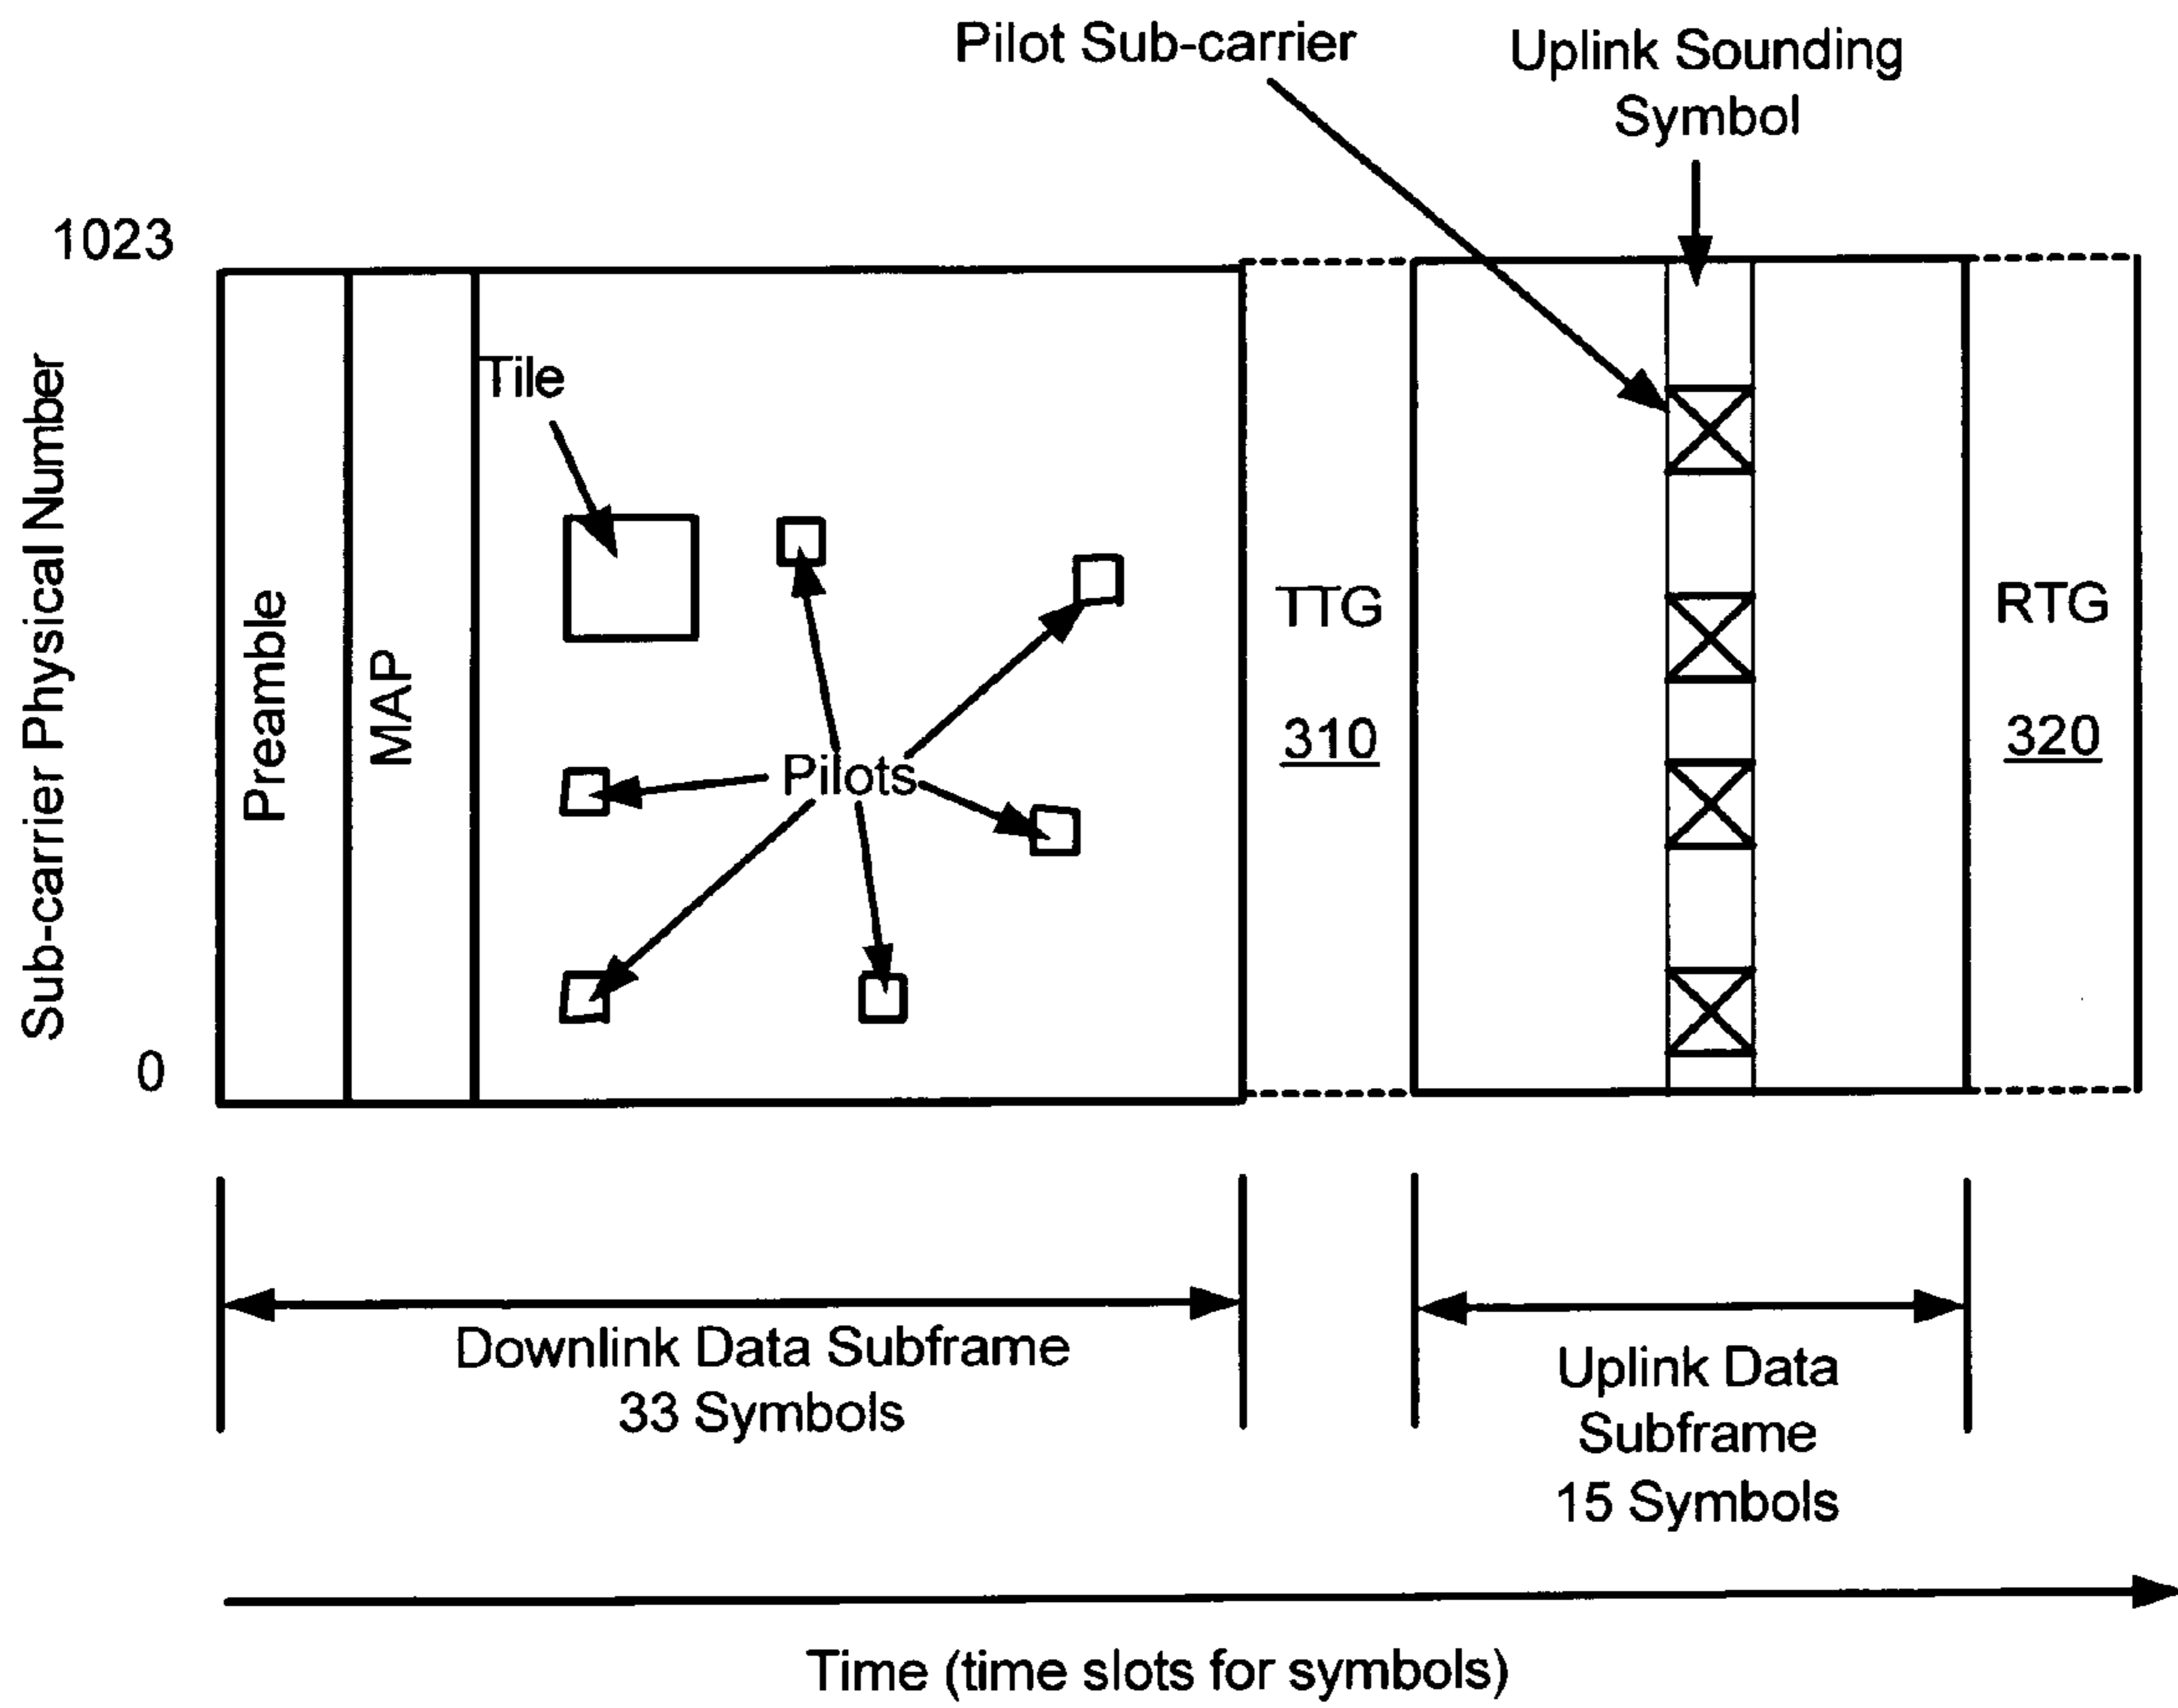 Pilot Sub-carrier
Uplink Sounding
Symbol
1023
Sub-carrier Physical Number
0
Preamble
MAP
Tile
Pilots
TTG
310
RTG
320
Downlink Data Subframe
33 Symbols
Uplink Data
Subframe
15 Symbols
Time (time slots for symbols)